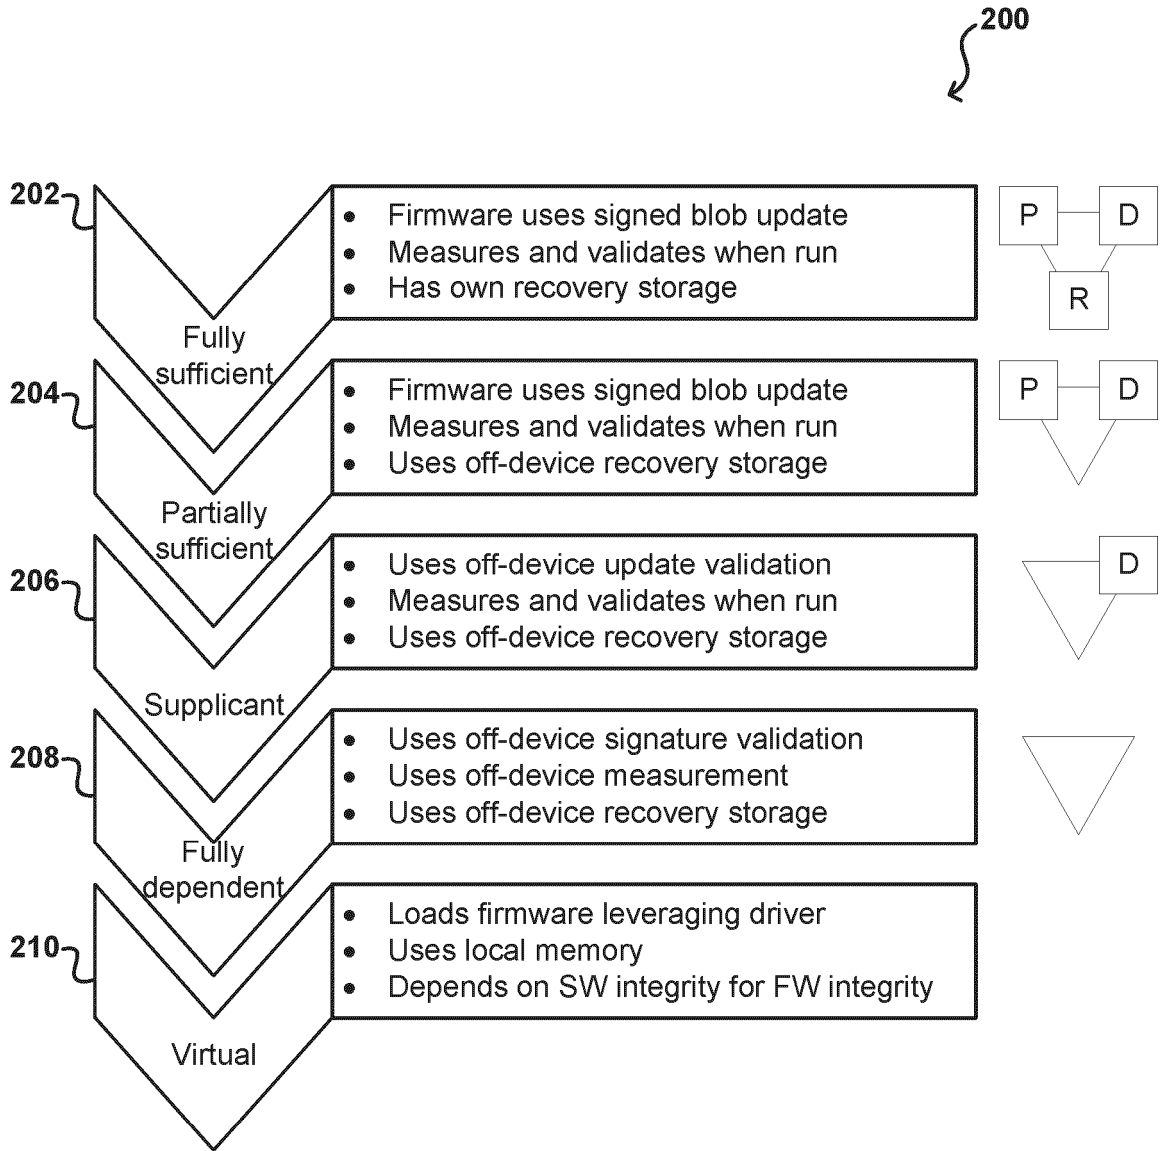 200
202
Fully
sufficient
• Firmware uses signed blob update
• Measures and validates when run
• Has own recovery storage
P D
R
204
Partially
sufficient
• Firmware uses signed blob update
• Measures and validates when run
• Uses off-device recovery storage
P D
206
Supplicant
• Uses off-device update validation
• Measures and validates when run
• Uses off-device recovery storage
D
208
Fully
dependent
• Uses off-device signature validation
• Uses off-device measurement
• Uses off-device recovery storage
210
Virtual
• Loads firmware leveraging driver
• Uses local memory
• Depends on SW integrity for FW integrity